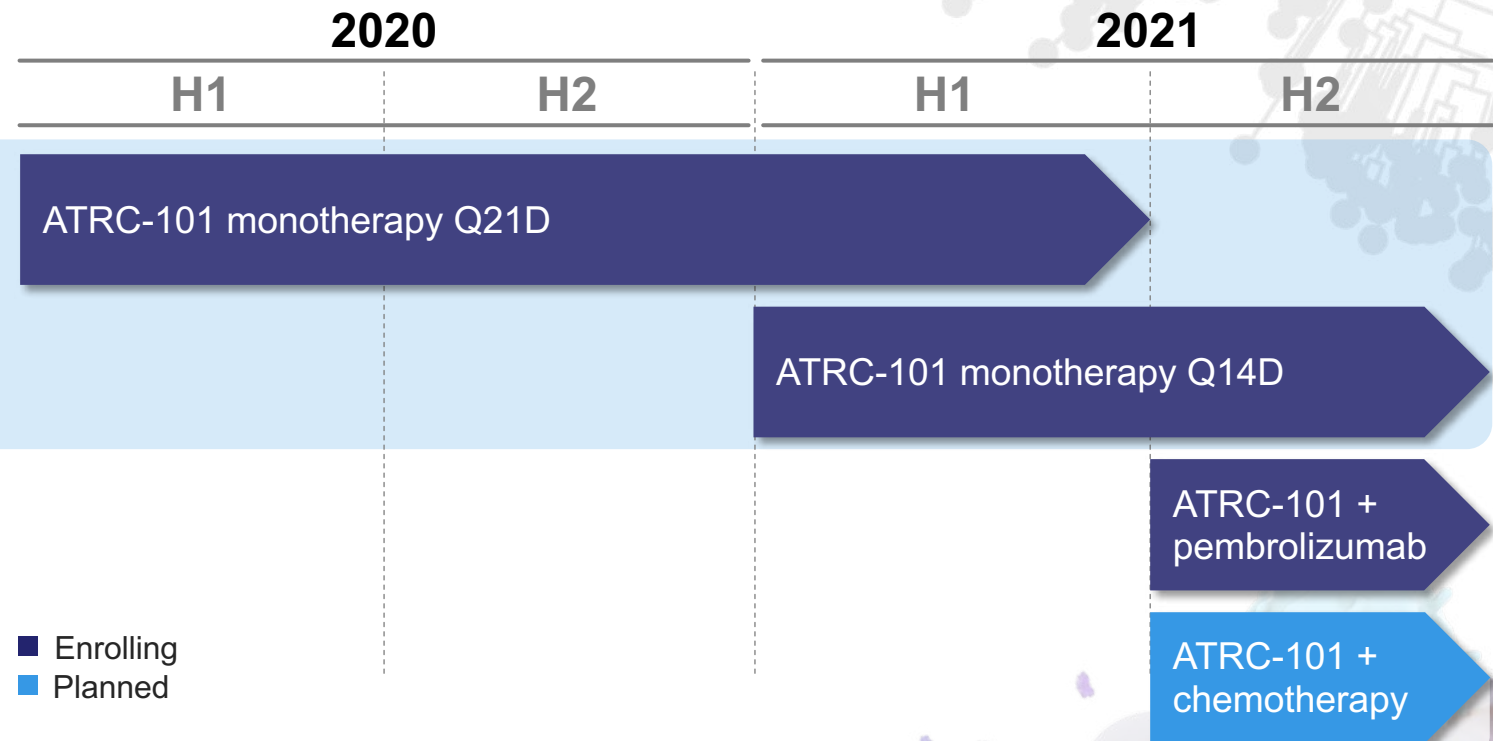 2020
2021
H1
H2
H1
H2
ATRC-101 monotherapy Q21D
ATRC-101 monotherapy Q14D
ATRC-101 +
pembrolizumab
ATRC-101 +
chemotherapy
Enrolling
Planned